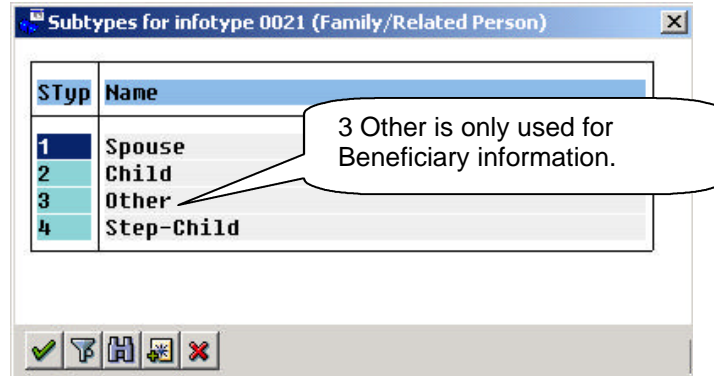 Subtypes for infotype 0021 (Family/Related Person)
STyp Name
1 Spouse
2 Child
3 Other
4 Step-Child
3 Other is only used for
Beneficiary information.